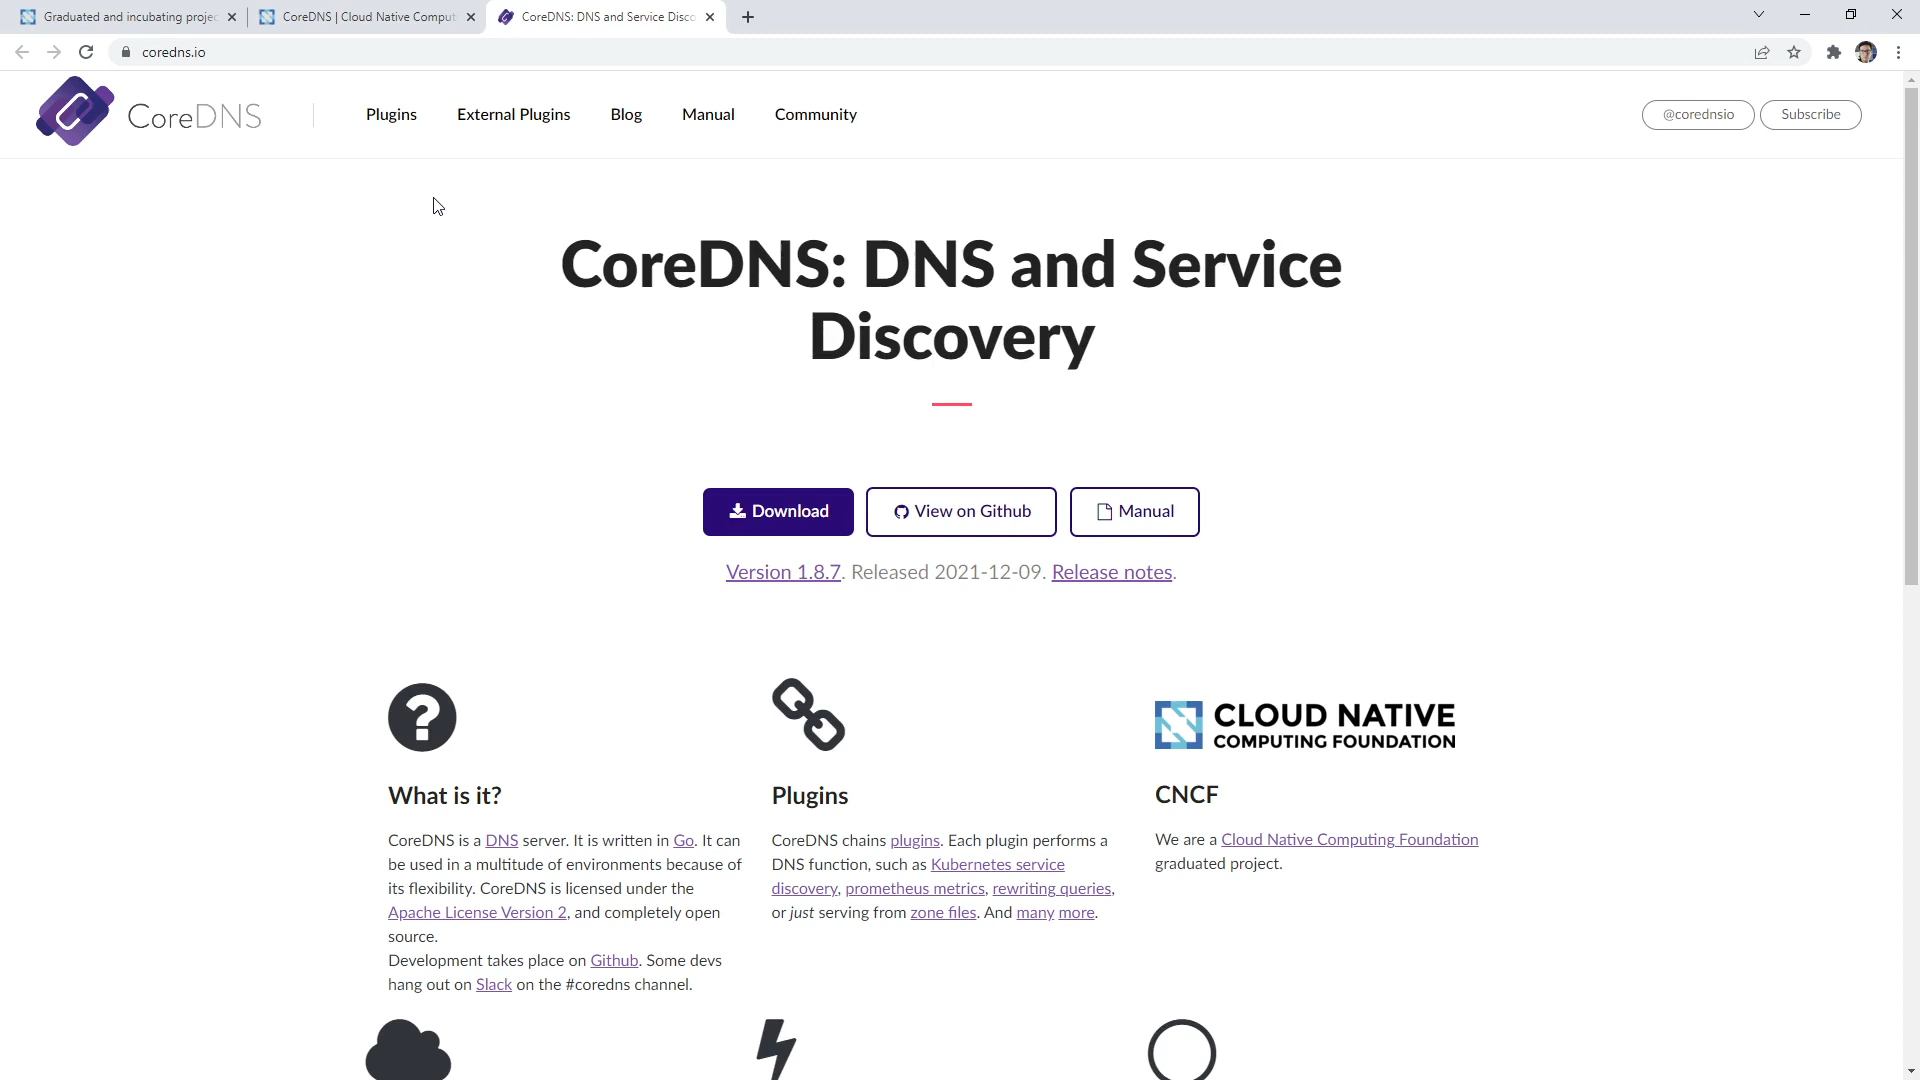 Graduated and incubating projec
CoreDNS | Cloud Native Comput
CoreDNS: DNS and Service Disco
coredns.io
CoreDNS
Plugins
External Plugins
Blog
Manual
Community
@corednsio
Subscribe
CoreDNS: DNS and Service
Discovery
Download
View on Github
Manual
Version 1.8.7. Released 2021-12-09. Release notes.
CLOUD NATIVE
COMPUTING FOUNDATION
What is it?
CoreDNS is a DNS server. It is written in Go. It can
be used in a multitude of environments because of
its flexibility. CoreDNS is licensed under the
Apache License Version 2, and completely open
source.
Development takes place on Github. Some devs
hang out on Slack on the #coredns channel.
Plugins
CoreDNS chains plugins. Each plugin performs a
DNS function, such as Kubernetes service
discovery, prometheus metrics, rewriting queries,
or just serving from zone files. And many more.
CNCF
We are a Cloud Native Computing Foundation
graduated project.